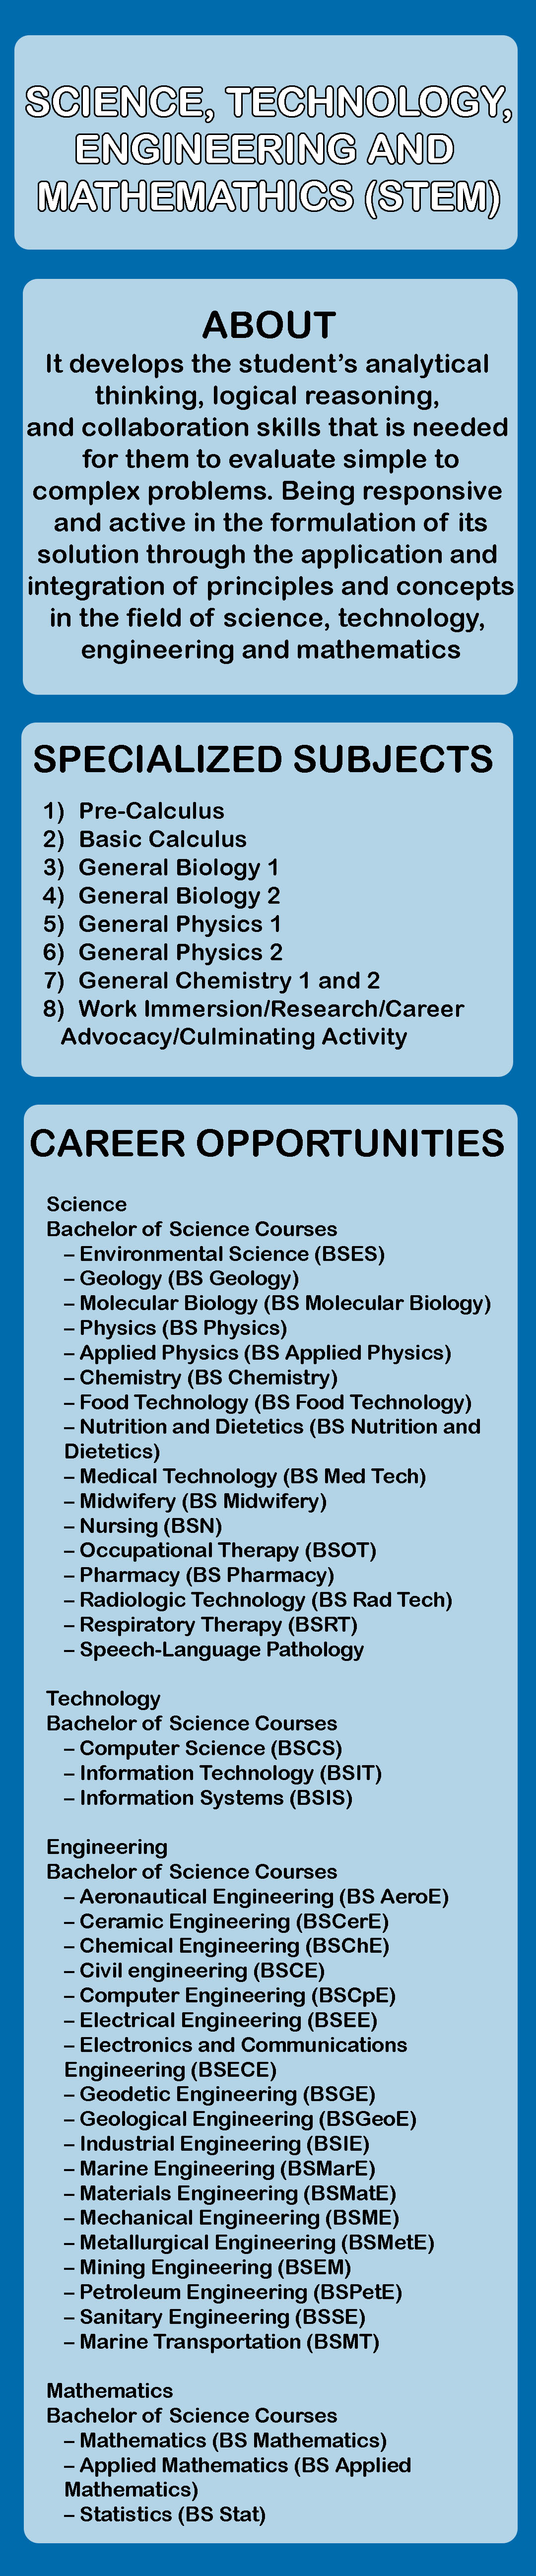 SCIENCE, TECHNOLOGY,
ENGINEERING AND
MATHEMATHICS (STEM)
ABOUT
It develops the student's analytical
thinking, logical reasoning,
and collaboration skills that is needed
for them to evaluate simple to
complex problems. Being responsive
and active in the formulation of its
solution through the application and
integration of principles and concepts
in the field of science, technology,
engineering and mathematics
SPECIALIZED SUBJECTS
1) Pre-Calculus
2) Basic Calculus
3) General Biology 1
4) General Biology 2
5) General Physics 1
6) General Physics 2
7) General Chemistry 1 and 2
8) Work Immersion/Research/Career
Advocacy/Culminating Activity
CAREER OPPORTUNITIES
Science
Bachelor of Science Courses
– Environmental Science (BSES)
– Geology (BS Geology)
– Molecular Biology (BS Molecular Biology)
– Physics (BS Physics)
– Applied Physics (BS Applied Physics)
– Chemistry (BS Chemistry)
– Food Technology (BS Food Technology)
– Nutrition and Dietetics (BS Nutrition and
Dietetics)
– Medical Technology (BS Med Tech)
– Midwifery (BS Midwifery)
– Nursing (BSN)
– Occupational Therapy (BSOT)
– Pharmacy (BS Pharmacy)
– Radiologic Technology (BS Rad Tech)
– Respiratory Therapy (BSRT)
– Speech-Language Pathology
Technology
Bachelor of Science Courses
– Computer Science (BSCS)
– Information Technology (BSIT)
– Information Systems (BSIS)
Engineering
Bachelor of Science Courses
– Aeronautical Engineering (BS AeroE)
– Ceramic Engineering (BSCerE)
– Chemical Engineering (BSChE)
– Civil engineering (BSCE)
– Computer Engineering (BSCpE)
– Electrical Engineering (BSEE)
– Electronics and Communications
Engineering (BSECE)
– Geodetic Engineering (BSGE)
– Geological Engineering (BSGeoE)
– Industrial Engineering (BSIE)
– Marine Engineering (BSMarE)
– Materials Engineering (BSMatE)
– Mechanical Engineering (BSME)
– Metallurgical Engineering (BSMetE)
– Mining Engineering (BSEM)
– Petroleum Engineering (BSPetE)
– Sanitary Engineering (BSSE)
– Marine Transportation (BSMT)
Mathematics
Bachelor of Science Courses
– Mathematics (BS Mathematics)
– Applied Mathematics (BS Applied
Mathematics)
– Statistics (BS Stat)